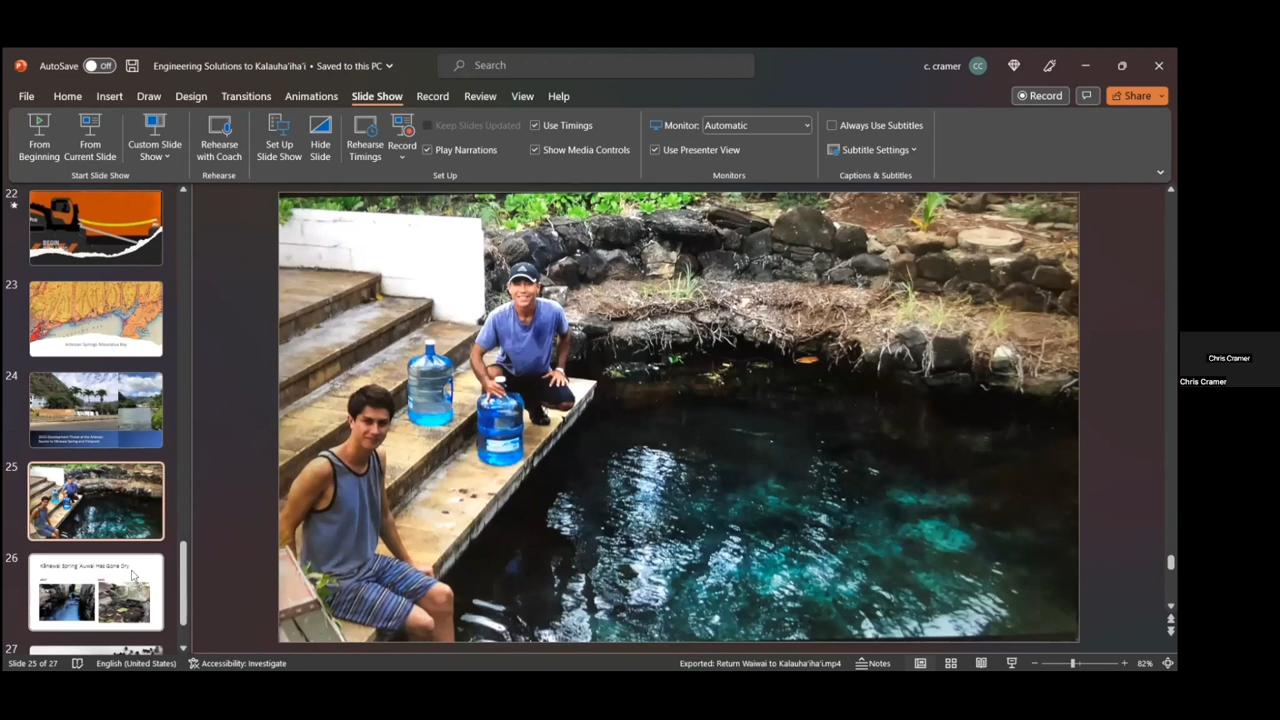 AutoSave Off Engineering Solutions to Kalauha'iha'i • Saved to this PC Search c. cramer CC
File Home Insert Draw Design Transitions Animations Slide Show Record Review View Help Record Share
From Beginning From Current Slide Custom Slide Show Rehearse with Coach Set Up Slide Show Hide Slide Rehearse Timings Record
Keep Slides Updated Use Timings Monitor: Automatic Always Use Subtitles
Play Narrations Show Media Controls Use Presenter View Subtitle Settings
Start Slide Show Rehearse Set Up Monitors Captions & Subtitles
22
BEGIN
23
Artesian Springs Maunalua Bay
24
25
26
Kānewai Spring 'Auwai Has Gone Dry
27
Chris Cramer
Chris Cramer
Slide 25 of 27 English (United States) Accessibility: Investigate Exported: Return Waiwai to Kalauha'iha'i.mp4 Notes 82%